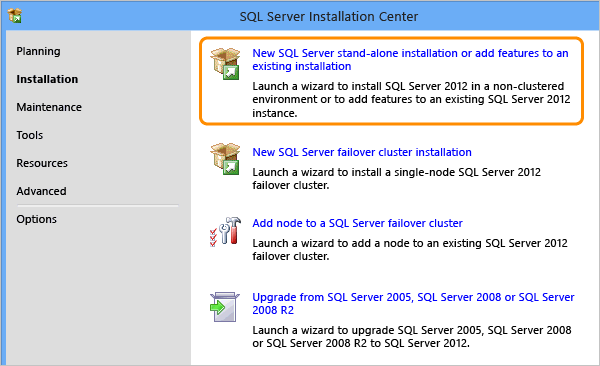 SQL Server Installation Center
Planning
Installation
Maintenance
Tools
Resources
Advanced
Options
New SQL Server stand-alone installation or add features to an
existing installation
Launch a wizard to install SQL Server 2012 in a non-clustered
environment or to add features to an existing SQL Server 2012
instance.
New SQL Server failover cluster installation
Launch a wizard to install a single-node SQL Server 2012
failover cluster.
Add node to a SQL Server failover cluster
Launch a wizard to add a node to an existing SQL Server 2012
failover cluster.
Upgrade from SQL Server 2005, SQL Server 2008 or SQL Server
2008 R2
Launch a wizard to upgrade SQL Server 2005, SQL Server 2008
or SQL Server 2008 R2 to SQL Server 2012.